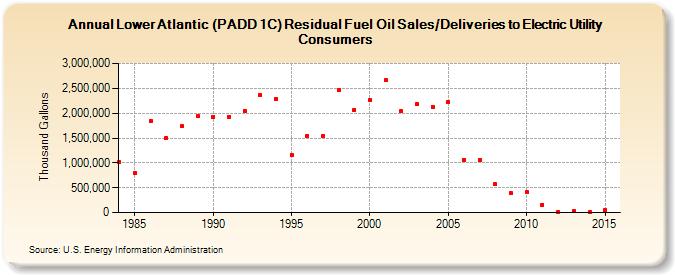 Annual Lower Atlantic (PADD 1C) Residual Fuel Oil Sales/Deliveries to Electric Utility
Consumers
Thousand Gallons
3,000,000
2,500,000
2,000,000
1,500,000
1,000,000
500,000
0
1985 1990 1995 2000 2005 2010 2015
Source: U.S. Energy Information Administration